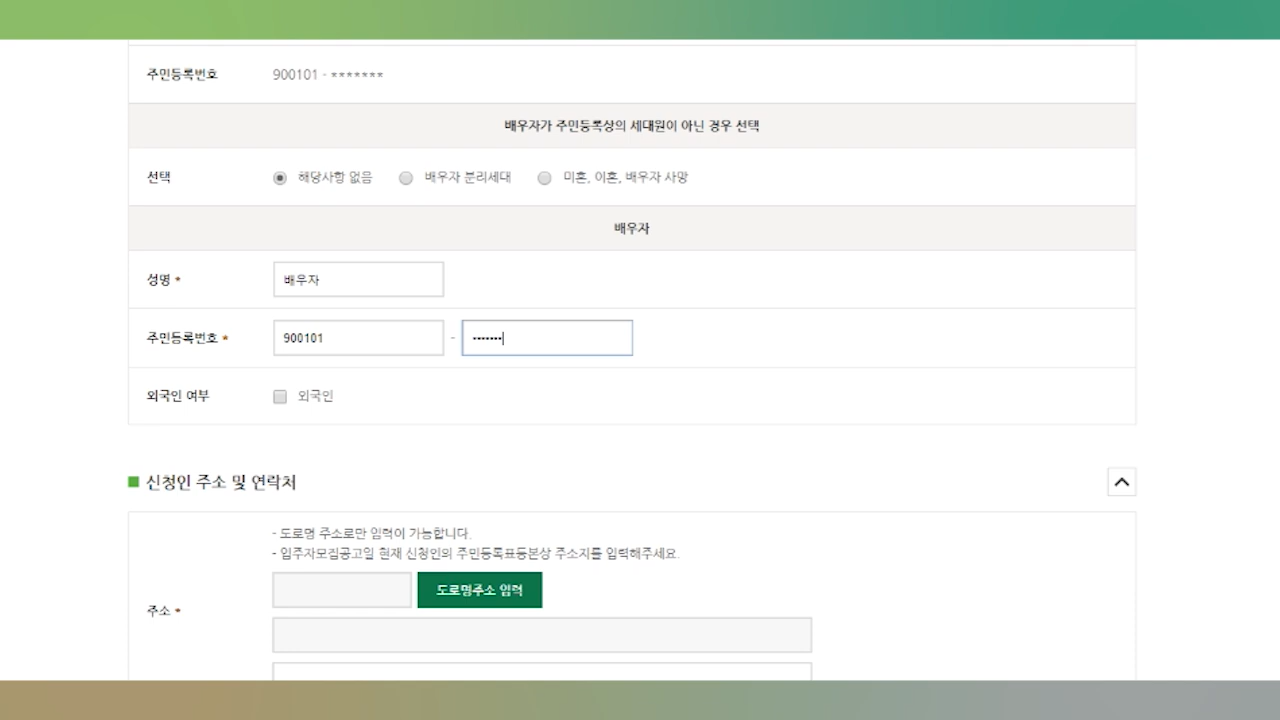 주민등록번호 900101 - *******
배우자가 주민등록상의 세대원이 아닌 경우 선택
선택 해당사항 없음 배우자 분리세대 미혼, 이혼, 배우자 사망
배우자
성명 * 배우자
주민등록번호 * 900101 - •••••••
외국인 여부 외국인
신청인 주소 및 연락처
- 도로명 주소로만 입력이 가능합니다.
- 입주자모집공고일 현재 신청인의 주민등록표등본상 주소지를 입력해주세요.
도로명주소 입력
주소 *